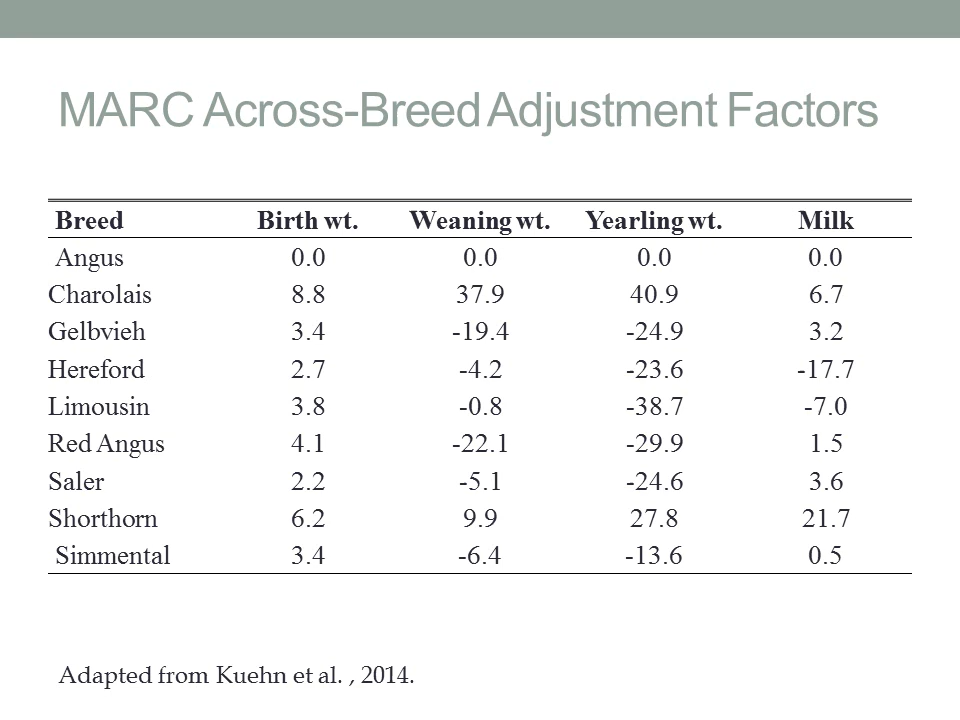 MARC Across-Breed Adjustment Factors
Breed Birth wt. Weaning wt. Yearling wt. Milk
Angus 0.0 0.0 0.0 0.0
Charolais 8.8 37.9 40.9 6.7
Gelbvieh 3.4 -19.4 -24.9 3.2
Hereford 2.7 -4.2 -23.6 -17.7
Limousin 3.8 -0.8 -38.7 -7.0
Red Angus 4.1 -22.1 -29.9 1.5
Saler 2.2 -5.1 -24.6 3.6
Shorthorn 6.2 9.9 27.8 21.7
Simmental 3.4 -6.4 -13.6 0.5
Adapted from Kuehn et al. , 2014.